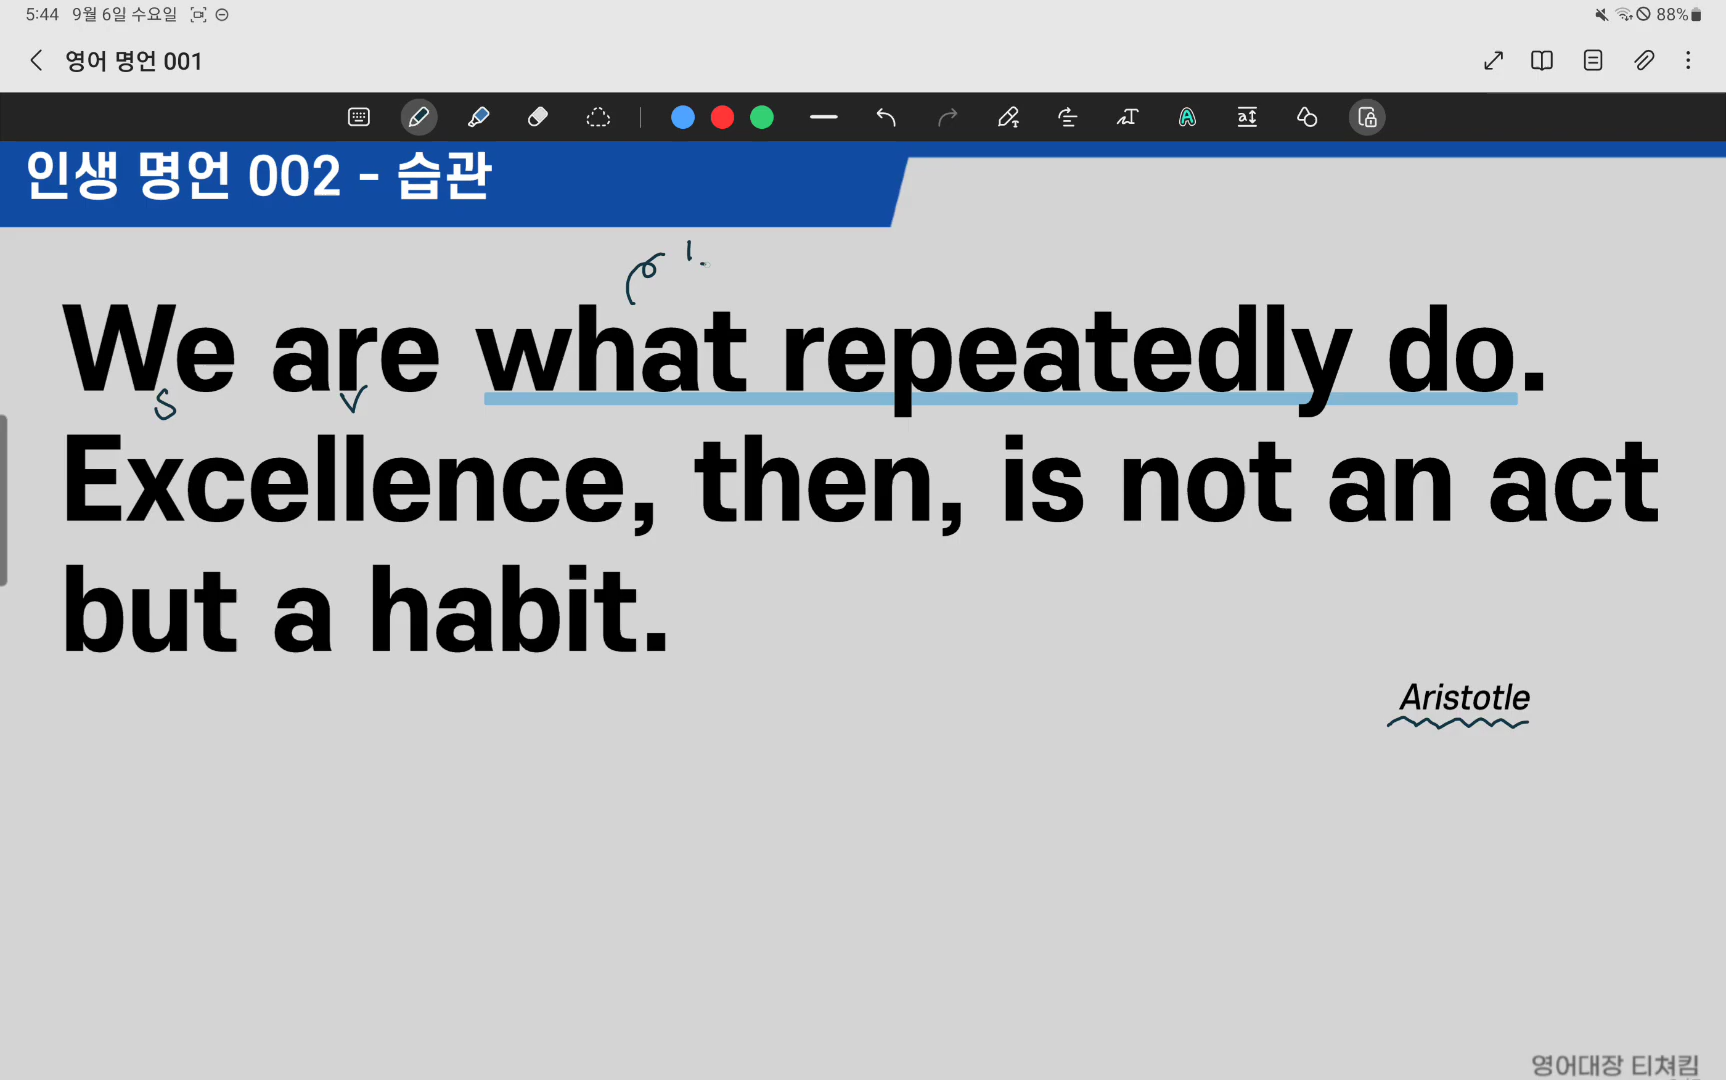 5:44 9월 6일 수요일
88%
영어 명언 001
인생 명언 002 - 습관
1.
We are what repeatedly do.
S V
Excellence, then, is not an act
but a habit.
Aristotle
영어대장 티쳐킴